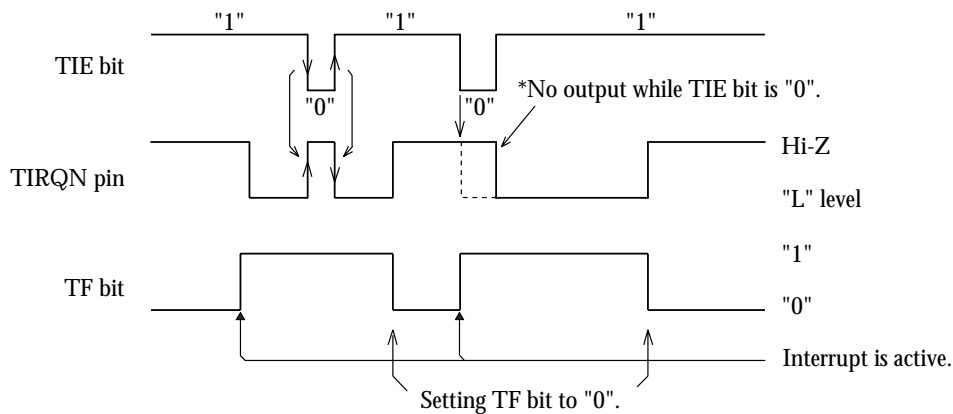 "1" "1" "1"
TIE bit
"0" "0"
*No output while TIE bit is "0".
Hi-Z
TIRQN pin
"L" level
"1"
TF bit
"0"
Interrupt is active.
Setting TF bit to "0".